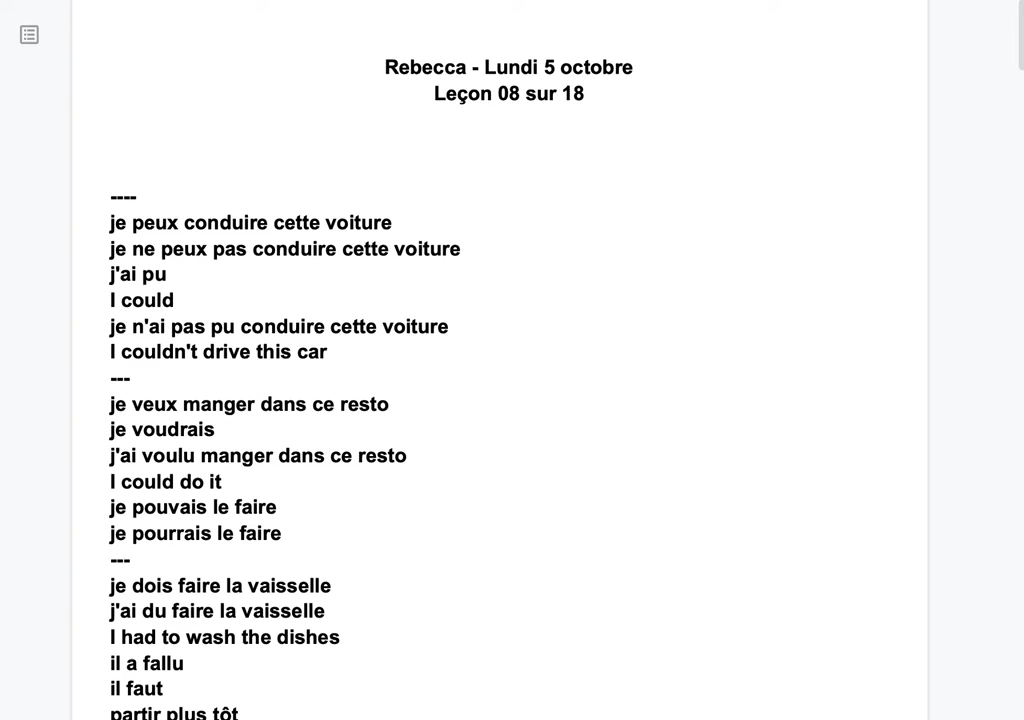 Rebecca - Lundi 5 octobre
Leçon 08 sur 18
----
je peux conduire cette voiture
je ne peux pas conduire cette voiture
j'ai pu
I could
je n'ai pas pu conduire cette voiture
I couldn't drive this car
---
je veux manger dans ce resto
je voudrais
j'ai voulu manger dans ce resto
I could do it
je pouvais le faire
je pourrais le faire
---
je dois faire la vaisselle
j'ai du faire la vaisselle
I had to wash the dishes
il a fallu
il faut
partir plus tôt